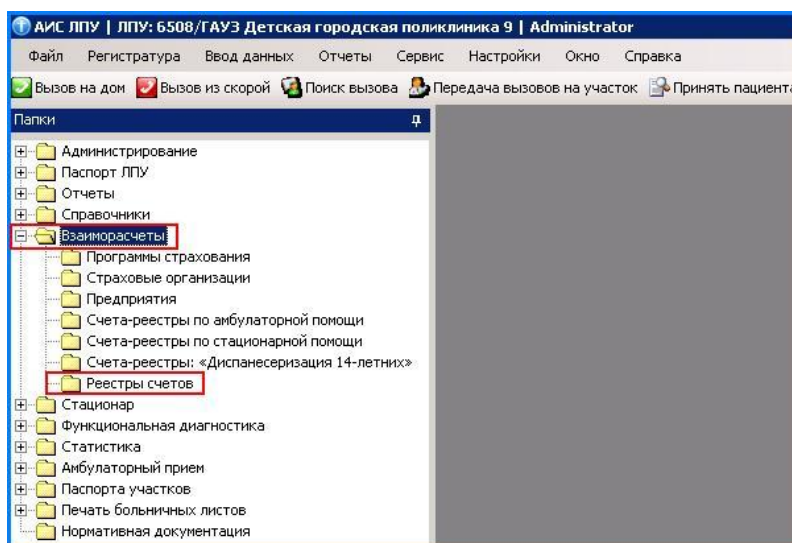 АИС ЛПУ | ЛПУ: 6508/ГАУЗ Детская городская поликлиника 9 | Administrator
Файл Регистратура Ввод данных Отчеты Сервис Настройки Окно Справка
Вызов на дом Вызов из скорой Поиск вызова Передача вызовов на участок Принять пациента
Папки
Администрирование
Паспорт ЛПУ
Отчеты
Справочники
Взаиморасчеты
Программы страхования
Страховые организации
Предприятия
Счета-реестры по амбулаторной помощи
Счета-реестры по стационарной помощи
Счета-реестры: «Диспанесеризация 14-летних»
Реестры счетов
Стационар
Функциональная диагностика
Статистика
Амбулаторный прием
Паспорта участков
Печать больничных листов
Нормативная документация